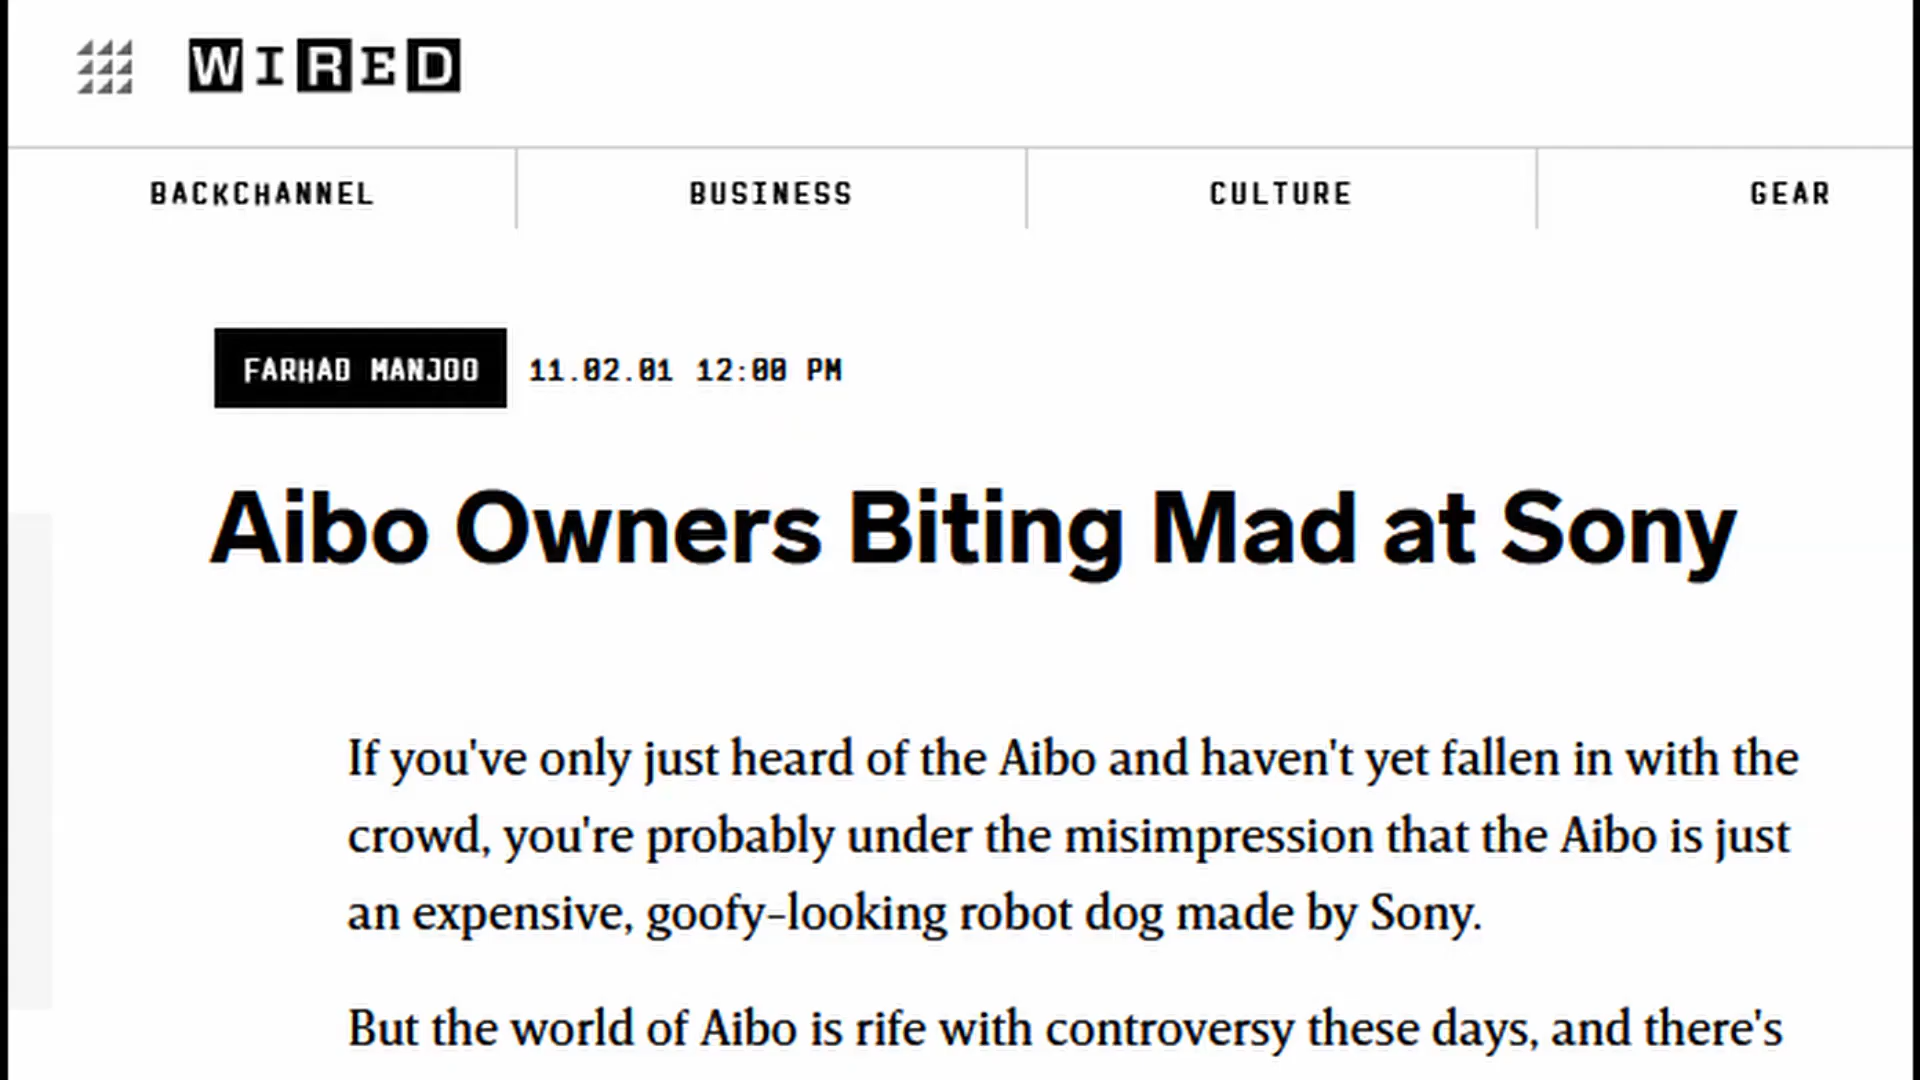 WIRED
BACKCHANNEL BUSINESS CULTURE GEAR
FARHAD MANJOO 11.02.01 12:00 PM
Aibo Owners Biting Mad at Sony
If you've only just heard of the Aibo and haven't yet fallen in with the
crowd, you're probably under the misimpression that the Aibo is just
an expensive, goofy-looking robot dog made by Sony.
But the world of Aibo is rife with controversy these days, and there's